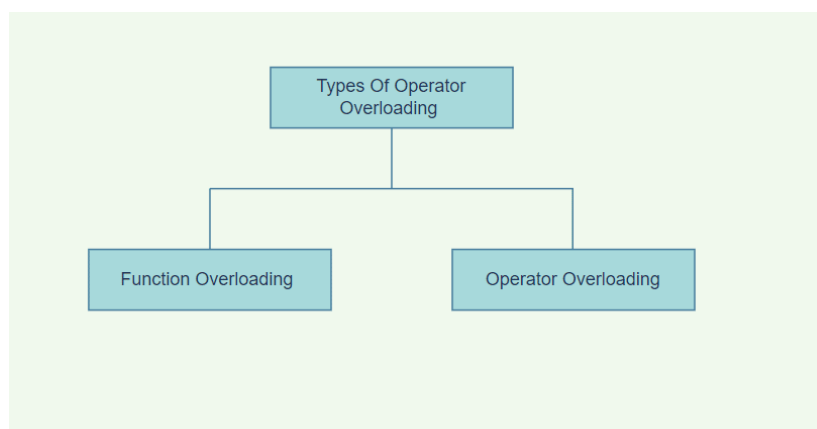 Types Of Operator
Overloading
Function Overloading
Operator Overloading